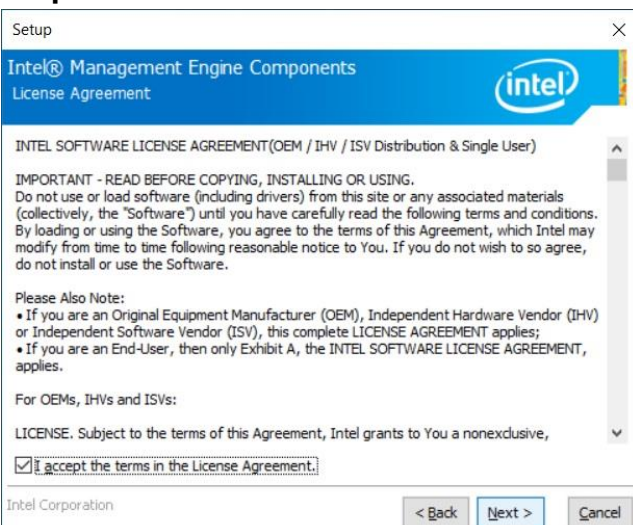 Setup
Intel® Management Engine Components
License Agreement
intel
INTEL SOFTWARE LICENSE AGREEMENT(OEM / IHV / ISV Distribution & Single User)
IMPORTANT - READ BEFORE COPYING, INSTALLING OR USING.
Do not use or load software (including drivers) from this site or any associated materials
(collectively, the "Software") until you have carefully read the following terms and conditions.
By loading or using the Software, you agree to the terms of this Agreement, which Intel may
modify from time to time following reasonable notice to You. If you do not wish to so agree,
do not install or use the Software.
Please Also Note:
• If you are an Original Equipment Manufacturer (OEM), Independent Hardware Vendor (IHV)
or Independent Software Vendor (ISV), this complete LICENSE AGREEMENT applies;
• If you are an End-User, then only Exhibit A, the INTEL SOFTWARE LICENSE AGREEMENT,
applies.
For OEMs, IHVs and ISVs:
LICENSE. Subject to the terms of this Agreement, Intel grants to You a nonexclusive,
I accept the terms in the License Agreement.
Intel Corporation
< Back Next > Cancel